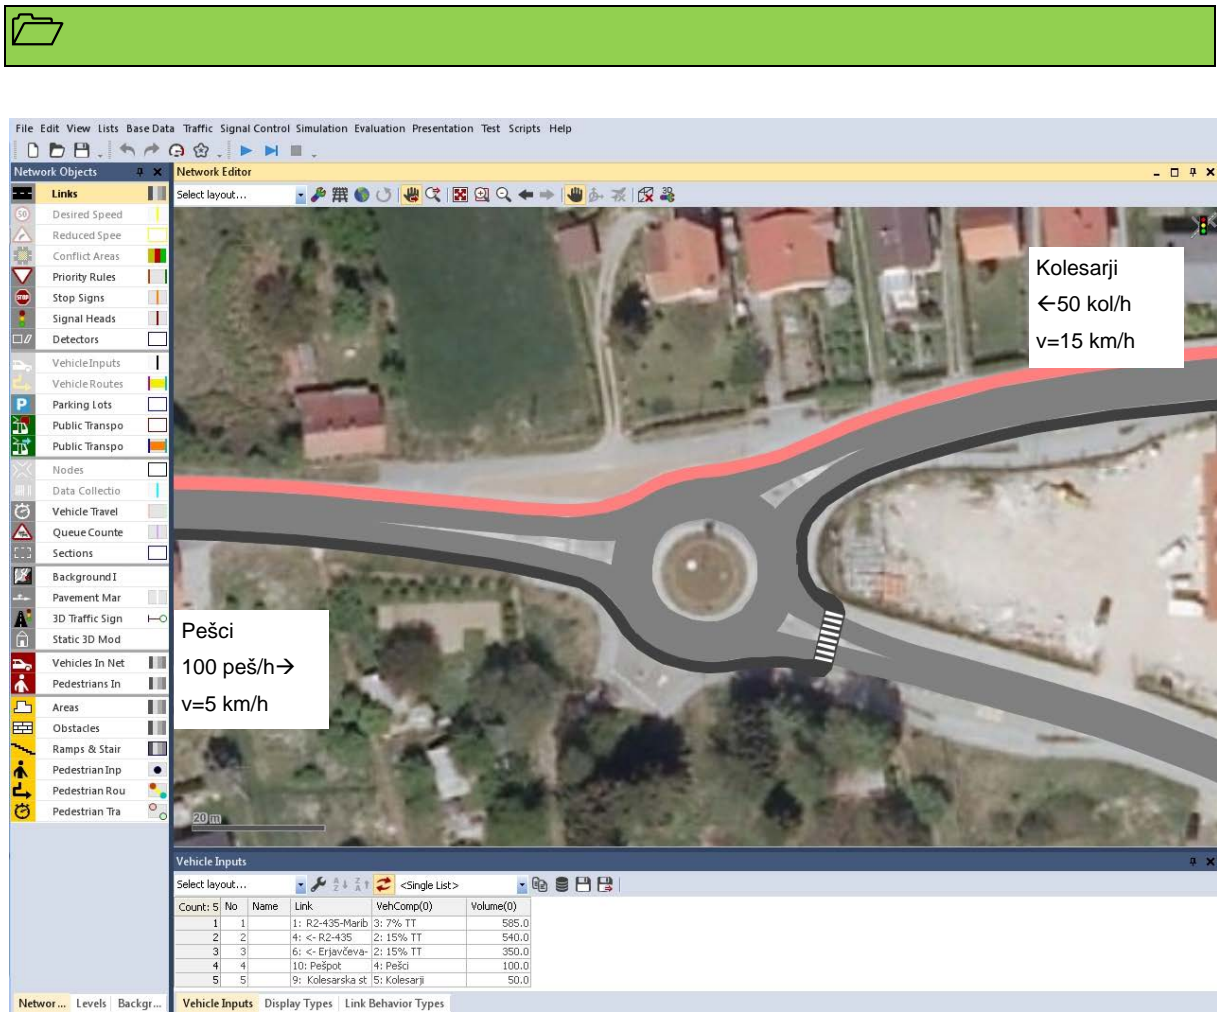 File Edit View Lists Base Data Traffic Signal Control Simulation Evaluation Presentation Test Scripts Help
Network Objects
Network Editor
Links
Select layout...
50
Desired Speed
Reduced Spee
Conflict Areas
Priority Rules
STOP
Stop Signs
Signal Heads
Detectors
Vehicle Inputs
Vehicle Routes
P
Parking Lots
Public Transpo
Public Transpo
Nodes
Data Collectio
Vehicle Travel
Queue Counte
Sections
Background I
Pavement Mar
3D Traffic Sign
Static 3D Mod
Vehicles In Net
Pedestrians In
Areas
Obstacles
Ramps & Stair
Pedestrian Inp
Pedestrian Rou
Pedestrian Tra
Kolesarji
←50 kol/h
v=15 km/h
Pešci
100 peš/h→
v=5 km/h
20 m
Vehicle Inputs
Select layout...
<Single List>
Count: 5 No Name Link VehComp(0) Volume(0)
1 1 1: R2-435-Marib 3: 7% TT 585.0
2 2 4: <- R2-435 2: 15% TT 540.0
3 3 6: <- Erjavčeva- 2: 15% TT 350.0
4 4 10: Pešpot 4: Pešci 100.0
5 5 9: Kolesarska st 5: Kolesarji 50.0
Networ... Levels Backgr...
Vehicle Inputs Display Types Link Behavior Types